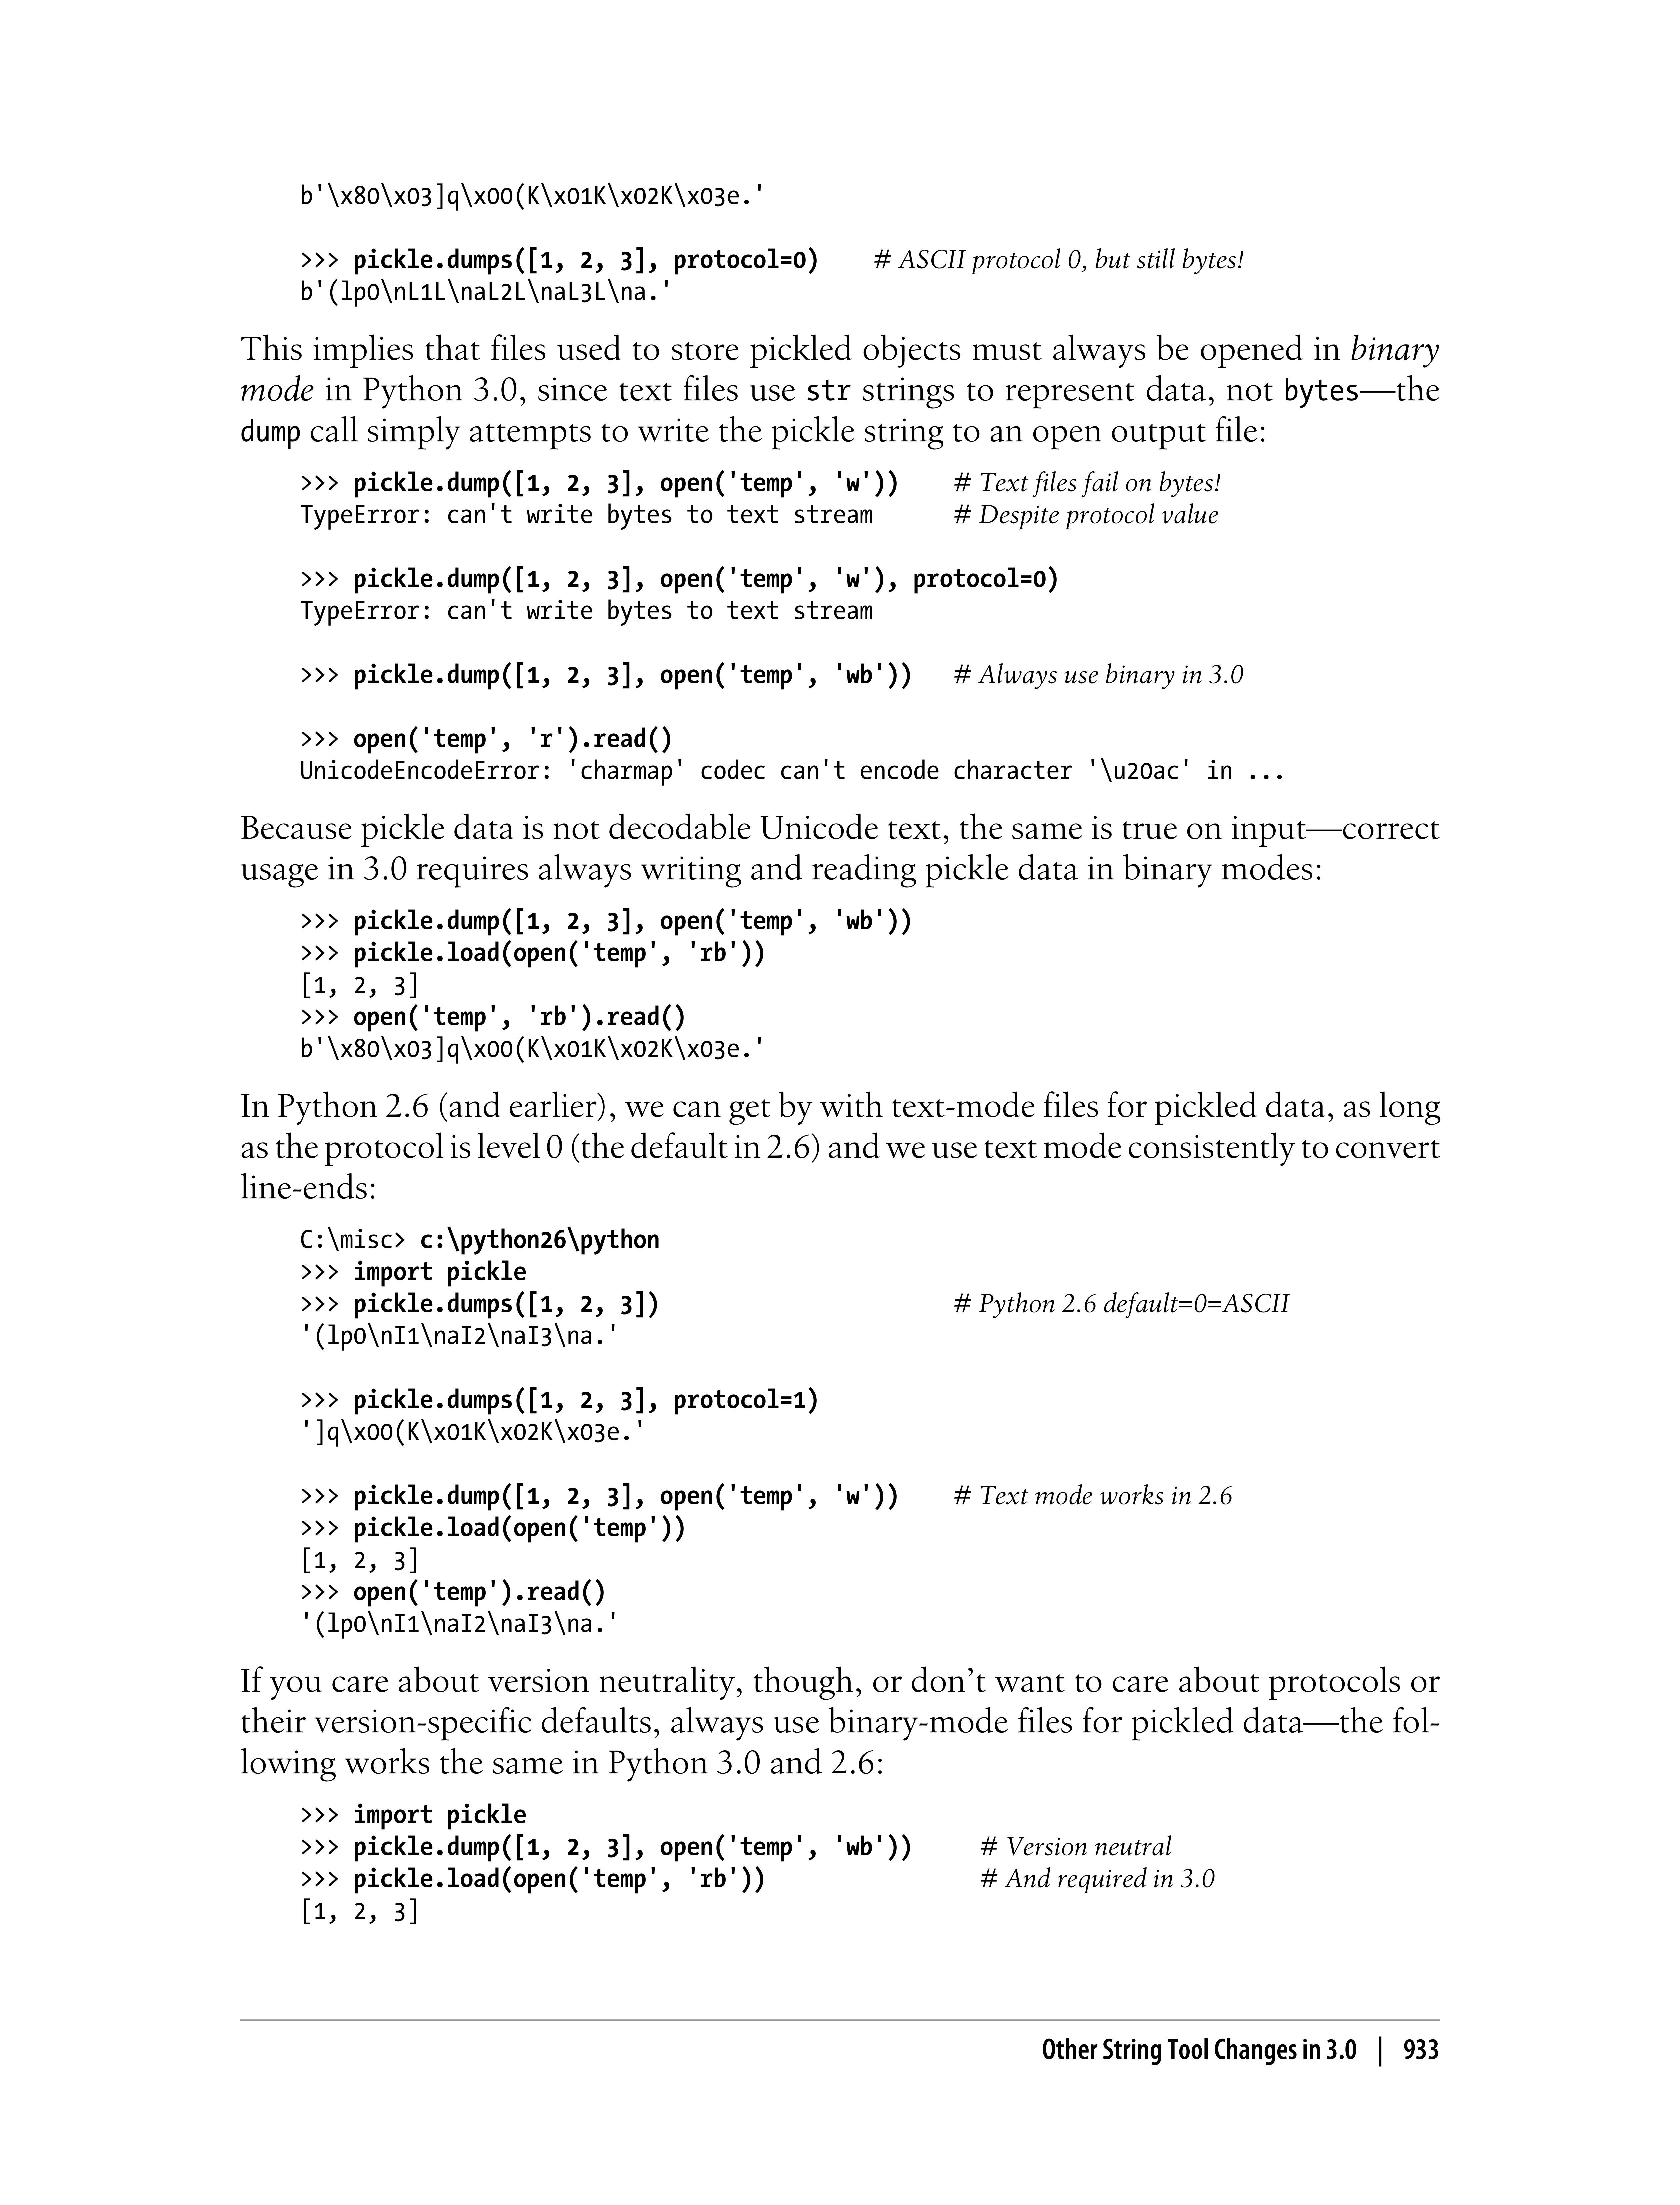 b'\x80\x03]q\x00(K\x01K\x02K\x03e.'
>>> pickle.dumps([1, 2, 3], protocol=0)    # ASCII protocol 0, but still bytes!
b'(lp0\nL1L\naL2L\naL3L\na.'
This implies that files used to store pickled objects must always be opened in binary
mode in Python 3.0, since text files use str strings to represent data, not bytes—the
dump call simply attempts to write the pickle string to an open output file:
>>> pickle.dump([1, 2, 3], open('temp', 'w'))    # Text files fail on bytes!
TypeError: can't write bytes to text stream      # Despite protocol value
>>> pickle.dump([1, 2, 3], open('temp', 'w'), protocol=0)
TypeError: can't write bytes to text stream
>>> pickle.dump([1, 2, 3], open('temp', 'wb'))   # Always use binary in 3.0
>>> open('temp', 'r').read()
UnicodeEncodeError: 'charmap' codec can't encode character '\u20ac' in ...
Because pickle data is not decodable Unicode text, the same is true on input—correct
usage in 3.0 requires always writing and reading pickle data in binary modes:
>>> pickle.dump([1, 2, 3], open('temp', 'wb'))
>>> pickle.load(open('temp', 'rb'))
[1, 2, 3]
>>> open('temp', 'rb').read()
b'\x80\x03]q\x00(K\x01K\x02K\x03e.'
In Python 2.6 (and earlier), we can get by with text-mode files for pickled data, as long
as the protocol is level 0 (the default in 2.6) and we use text mode consistently to convert
line-ends:
C:\misc> c:\python26\python
>>> import pickle
>>> pickle.dumps([1, 2, 3])                      # Python 2.6 default=0=ASCII
'(lp0\nI1\naI2\naI3\na.'
>>> pickle.dumps([1, 2, 3], protocol=1)
']q\x00(K\x01K\x02K\x03e.'
>>> pickle.dump([1, 2, 3], open('temp', 'w'))    # Text mode works in 2.6
>>> pickle.load(open('temp'))
[1, 2, 3]
>>> open('temp').read()
'(lp0\nI1\naI2\naI3\na.'
If you care about version neutrality, though, or don’t want to care about protocols or
their version-specific defaults, always use binary-mode files for pickled data—the fol-
lowing works the same in Python 3.0 and 2.6:
>>> import pickle
>>> pickle.dump([1, 2, 3], open('temp', 'wb'))     # Version neutral
>>> pickle.load(open('temp', 'rb'))                # And required in 3.0
[1, 2, 3]
Other String Tool Changes in 3.0 | 933